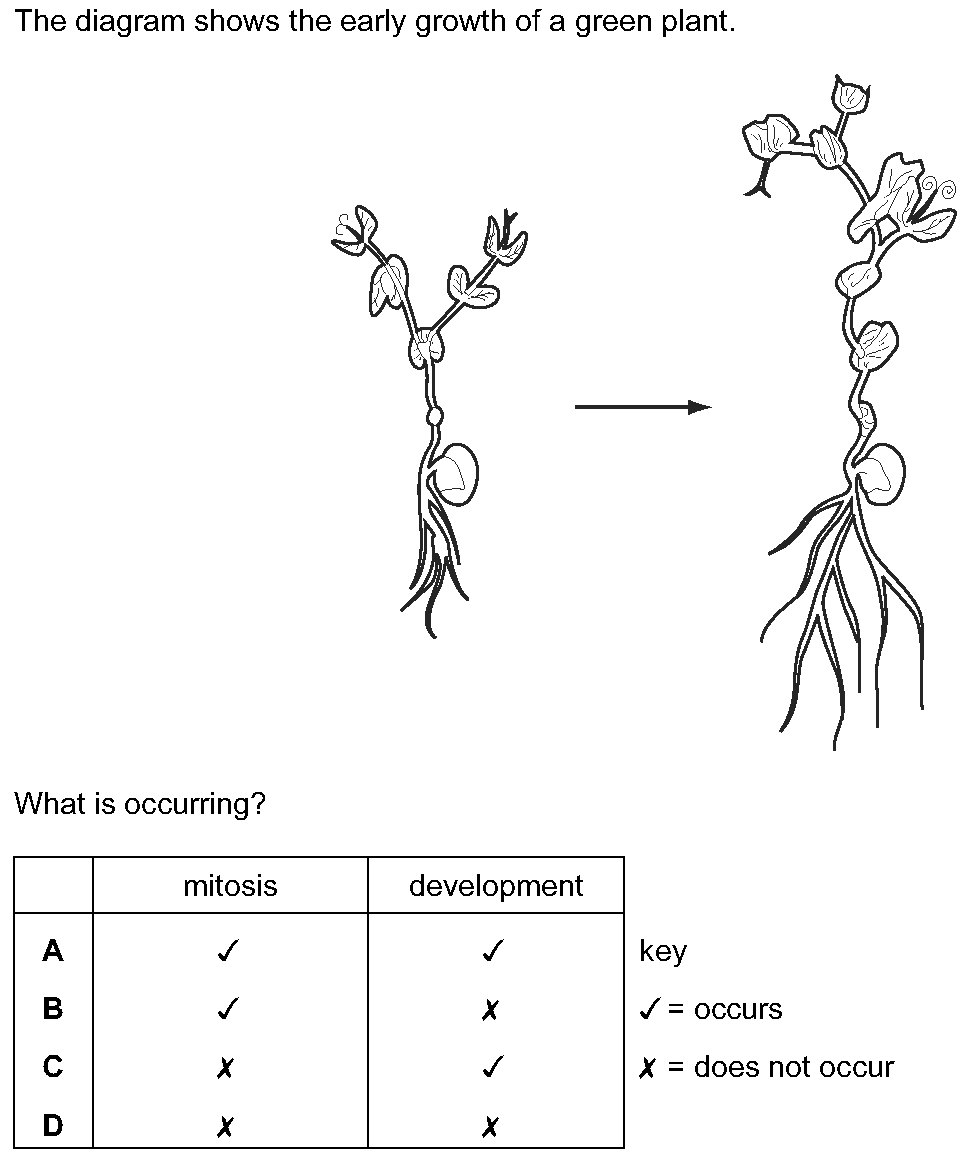 The diagram shows the early growth of a green plant.
What is occurring?
mitosis development
A ✓ ✓ key
B ✓ ✗ ✓ = occurs
C ✗ ✓ ✗ = does not occur
D ✗ ✗